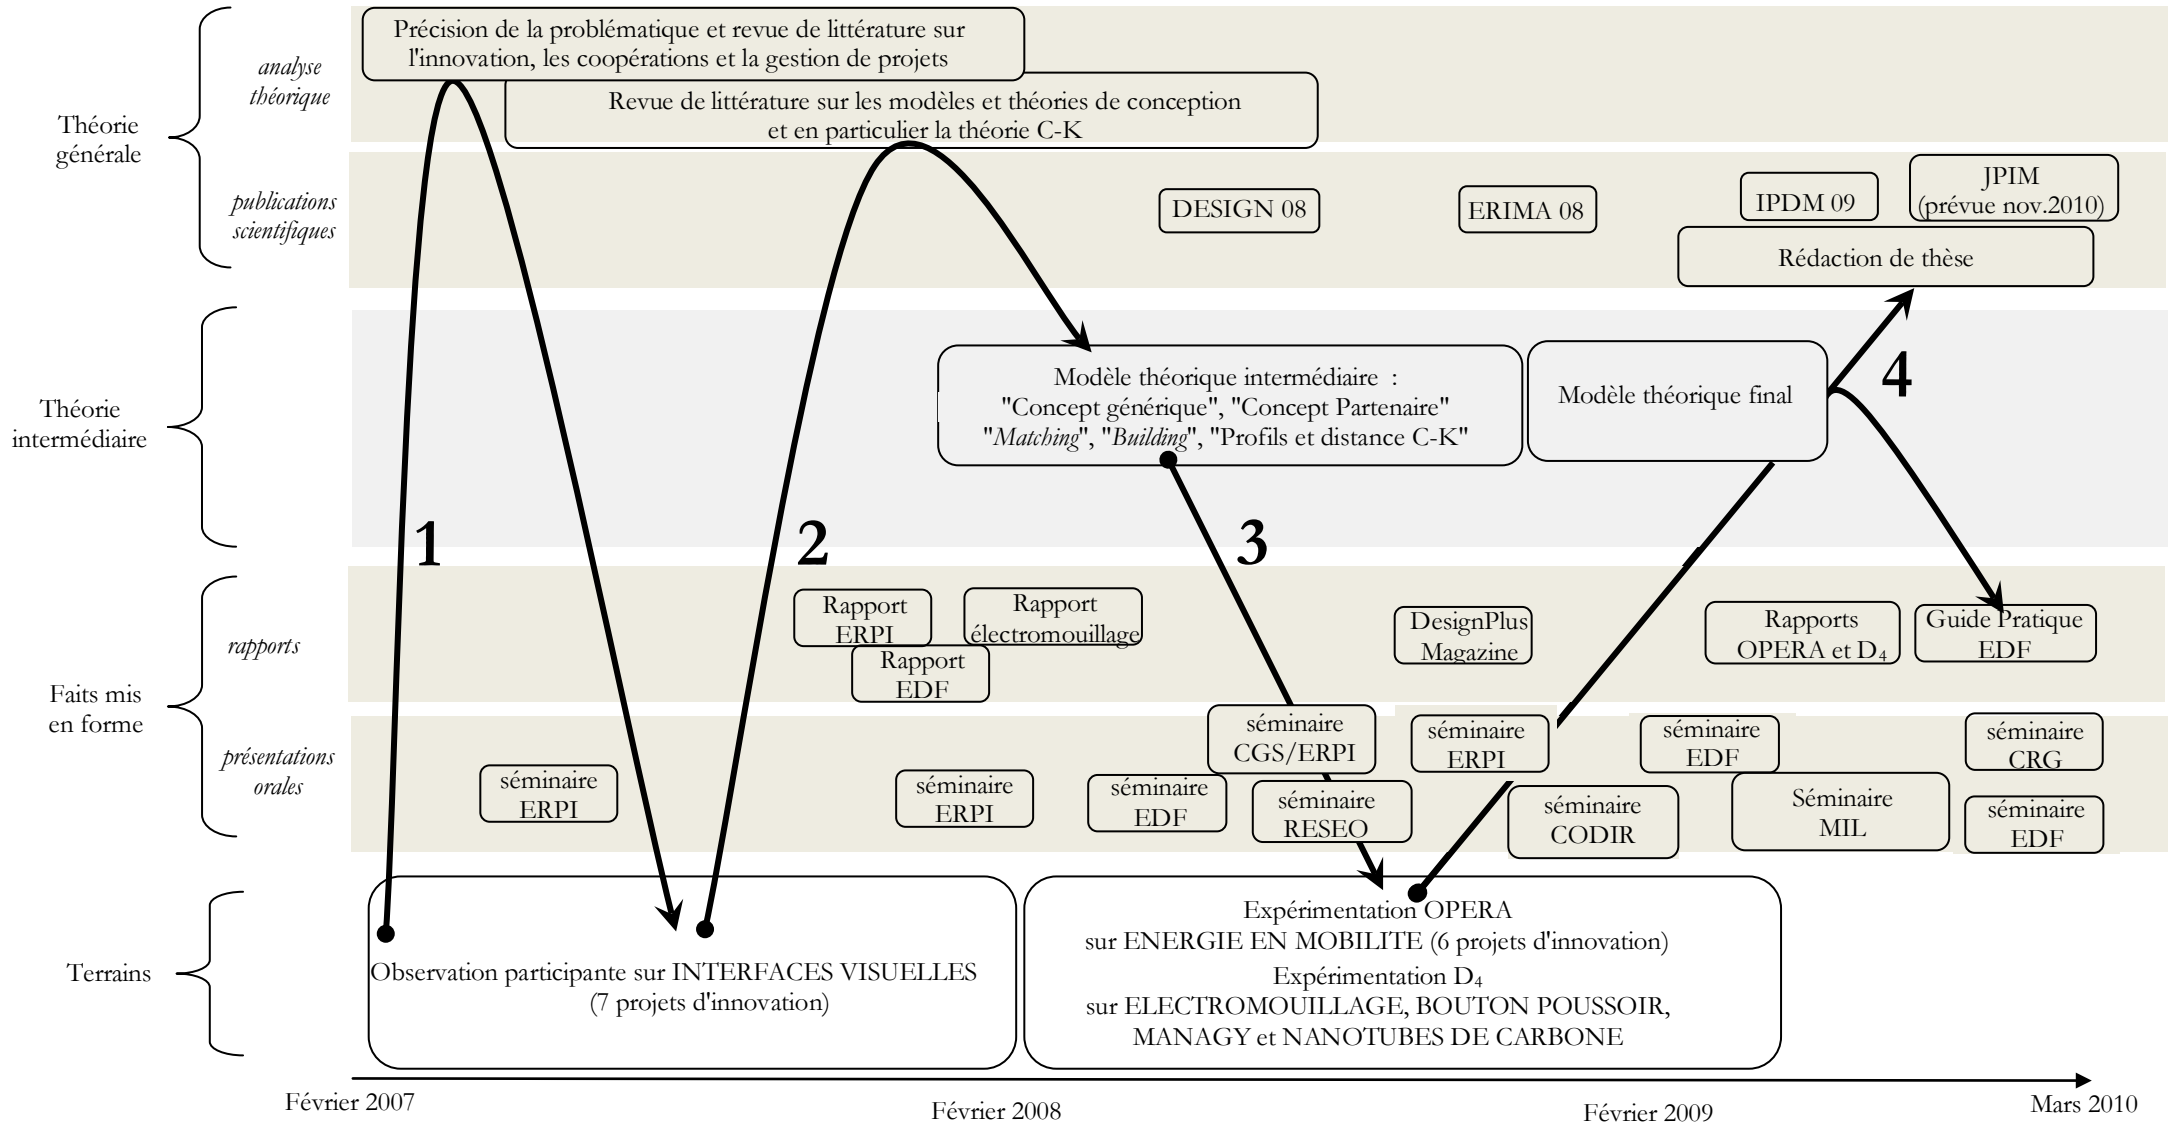 Précision de la problématique et revue de littérature sur
l'innovation, les coopérations et la gestion de projets
analyse
théorique
Revue de littérature sur les modèles et théories de conception
et en particulier la théorie C-K
Théorie
générale
publications
scientifiques
DESIGN 08
ERIMA 08
IPDM 09
JPIM
(prévue nov.2010)
Rédaction de thèse
Théorie
intermédiaire
Modèle théorique intermédiaire :
"Concept générique", "Concept Partenaire"
"Matching", "Building", "Profils et distance C-K"
Modèle théorique final
4
1
2
3
Faits mis
en forme
rapports
Rapport
ERPI
Rapport
électromouillage
Rapport
EDF
DesignPlus
Magazine
Rapports
OPERA et D4
Guide Pratique
EDF
présentations
orales
séminaire
ERPI
séminaire
ERPI
séminaire
EDF
séminaire
CGS/ERPI
séminaire
RESEO
séminaire
ERPI
séminaire
CODIR
séminaire
EDF
Séminaire
MIL
séminaire
CRG
séminaire
EDF
Terrains
Observation participante sur INTERFACES VISUELLES
(7 projets d'innovation)
Expérimentation OPERA
sur ENERGIE EN MOBILITE (6 projets d'innovation)
Expérimentation D4
sur ELECTROMOUILLAGE, BOUTON POUSSOIR,
MANAGY et NANOTUBES DE CARBONE
Février 2007
Février 2008
Février 2009
Mars 2010